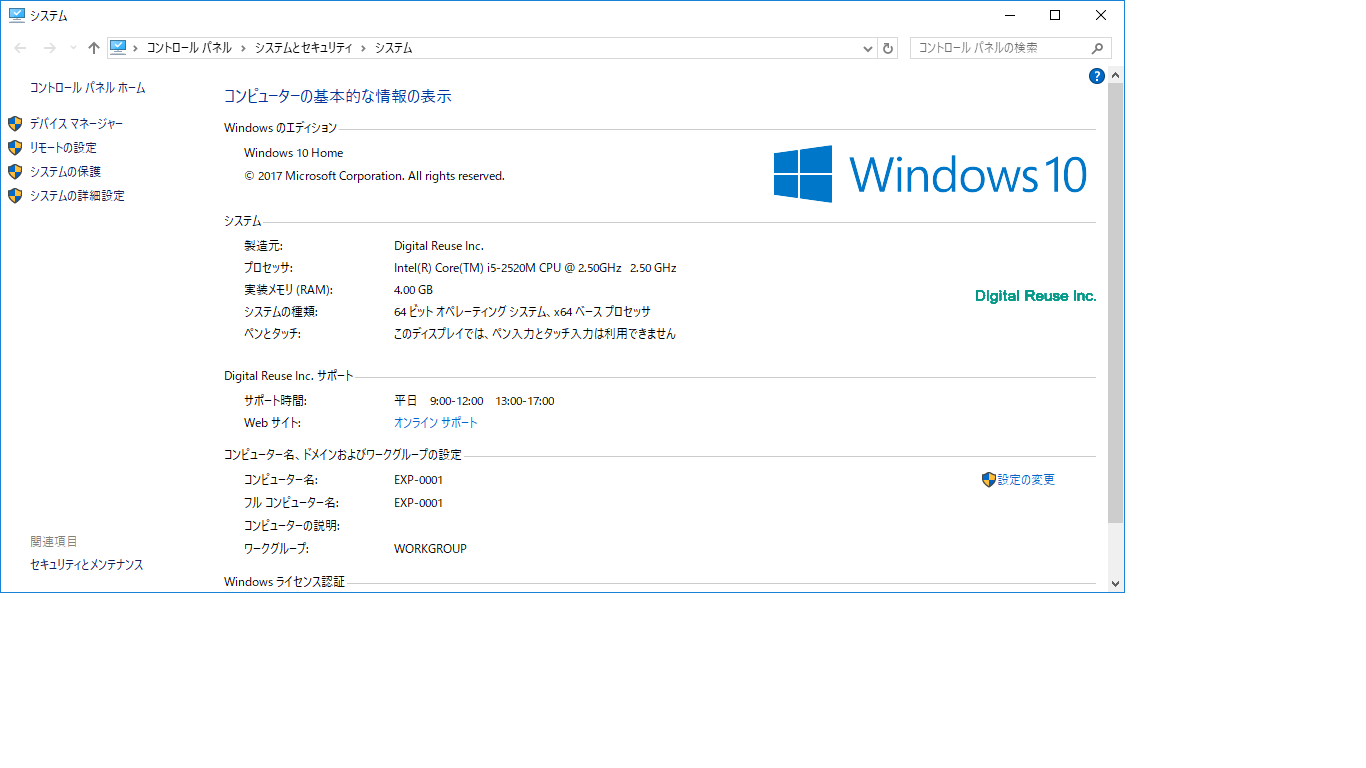 システム
コントロール パネル › システムとセキュリティ › システム
コントロール パネルの検索
コントロール パネル ホーム
デバイス マネージャー
リモートの設定
システムの保護
システムの詳細設定
関連項目
セキュリティとメンテナンス
?
コンピューターの基本的な情報の表示
Windows のエディション
Windows 10 Home
© 2017 Microsoft Corporation. All rights reserved.
Windows 10
システム
製造元: Digital Reuse Inc.
プロセッサ: Intel(R) Core(TM) i5-2520M CPU @ 2.50GHz 2.50 GHz
実装メモリ (RAM): 4.00 GB
システムの種類: 64 ビット オペレーティング システム、x64 ベース プロセッサ
ペンとタッチ: このディスプレイでは、ペン入力とタッチ入力は利用できません
Digital Reuse Inc.
Digital Reuse Inc. サポート
サポート時間: 平日 9:00-12:00 13:00-17:00
Web サイト: オンライン サポート
コンピューター名、ドメインおよびワークグループの設定
コンピューター名: EXP-0001
設定の変更
フル コンピューター名: EXP-0001
コンピューターの説明:
ワークグループ: WORKGROUP
Windows ライセンス認証